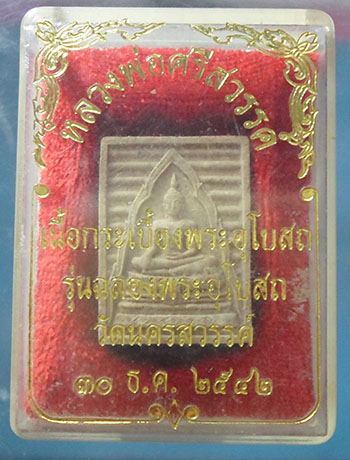 หลวงพ่อศรีสวรรค์
เนื้อกระเบื้องพระอุโบสถ
รุ่นฉลองพระอุโบสถ
วัดนครสวรรค์
๓๐ ธ.ค. ๒๕๔๒